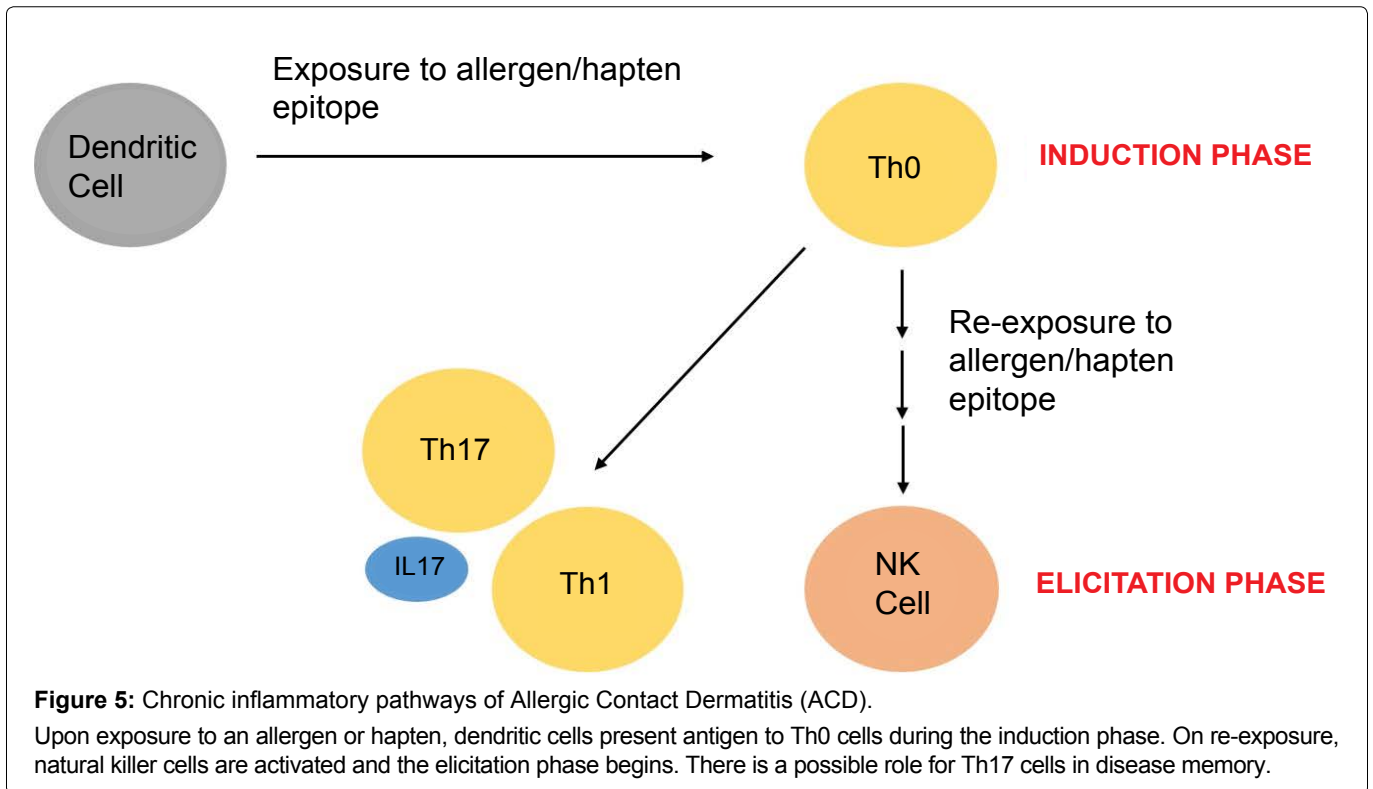 Exposure to allergen/hapten
epitope
Dendritic
Cell
Th0
INDUCTION PHASE
Re-exposure to
allergen/hapten
epitope
Th17
IL17
Th1
NK
Cell
ELICITATION PHASE
Figure 5: Chronic inflammatory pathways of Allergic Contact Dermatitis (ACD).
Upon exposure to an allergen or hapten, dendritic cells present antigen to Th0 cells during the induction phase. On re-exposure,
natural killer cells are activated and the elicitation phase begins. There is a possible role for Th17 cells in disease memory.